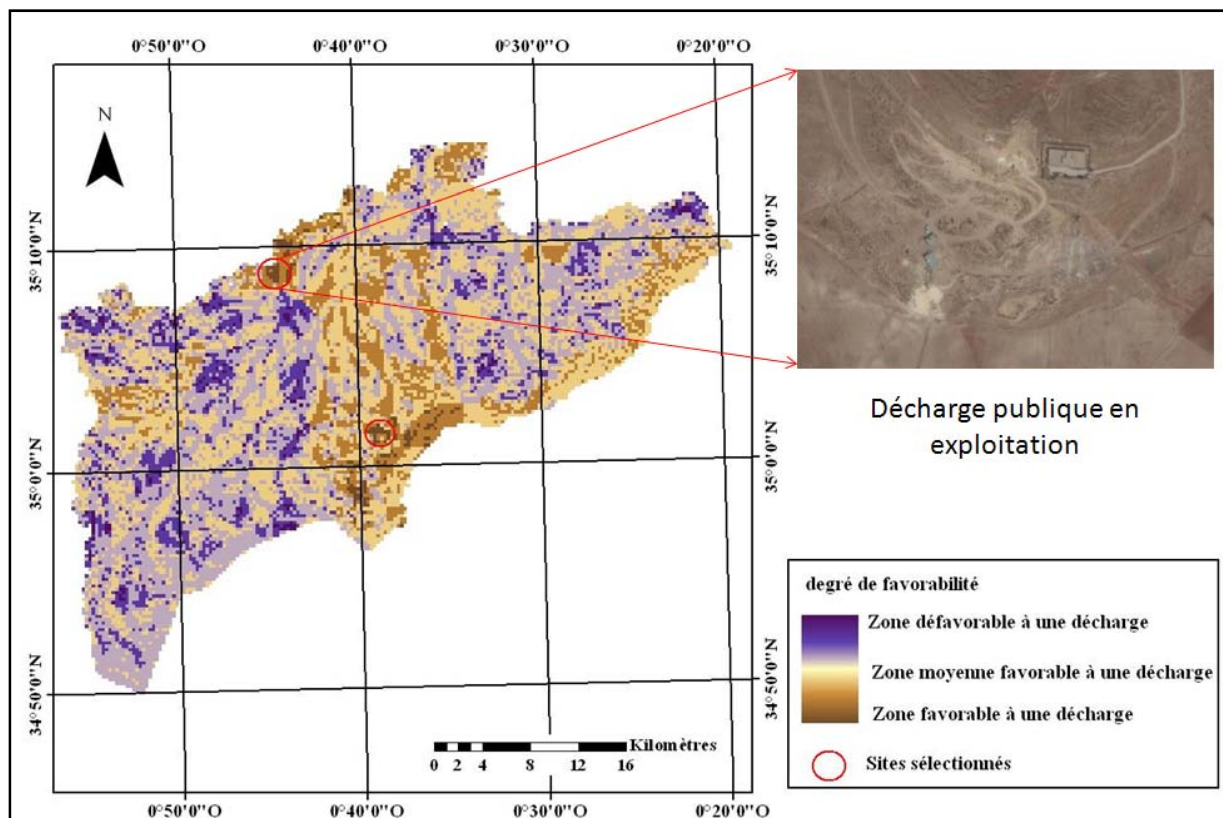 0°50'0"O
0°40'0"O
0°30'0"O
0°20'0"O
N
35°10'0"N
35°10'0"N
35°0'0"N
35°0'0"N
34°50'0"N
34°50'0"N
Kilomètres
0 2 4 8 12 16
0°50'0"O
0°40'0"O
0°30'0"O
0°20'0"O
Décharge publique en
exploitation
degré de favorabilité
Zone défavorable à une décharge
Zone moyenne favorable à une décharge
Zone favorable à une décharge
Sites sélectionnés